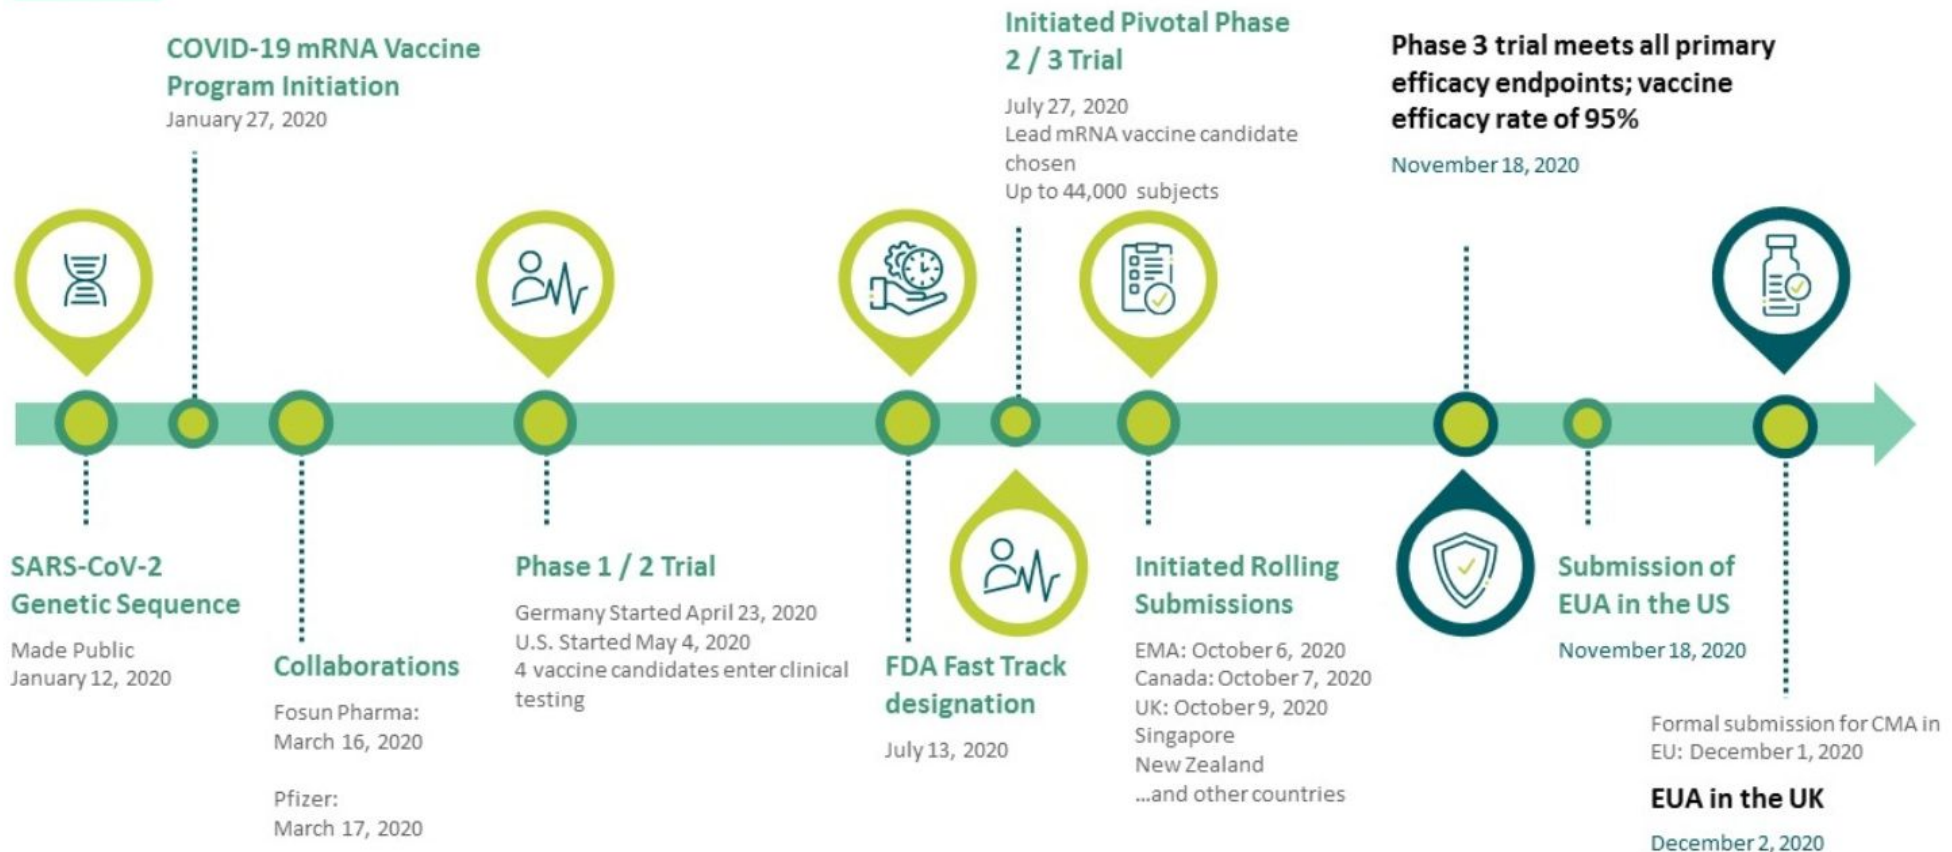 COVID-19 mRNA Vaccine
Program Initiation
January 27, 2020
Initiated Pivotal Phase
2 / 3 Trial
July 27, 2020
Lead mRNA vaccine candidate
chosen
Up to 44,000 subjects
Phase 3 trial meets all primary
efficacy endpoints; vaccine
efficacy rate of 95%
November 18, 2020
SARS-CoV-2
Genetic Sequence
Made Public
January 12, 2020
Collaborations
Fosun Pharma:
March 16, 2020
Pfizer:
March 17, 2020
Phase 1 / 2 Trial
Germany Started April 23, 2020
U.S. Started May 4, 2020
4 vaccine candidates enter clinical
testing
FDA Fast Track
designation
July 13, 2020
Initiated Rolling
Submissions
EMA: October 6, 2020
Canada: October 7, 2020
UK: October 9, 2020
Singapore
New Zealand
...and other countries
Submission of
EUA in the US
November 18, 2020
Formal submission for CMA in
EU: December 1, 2020
EUA in the UK
December 2, 2020